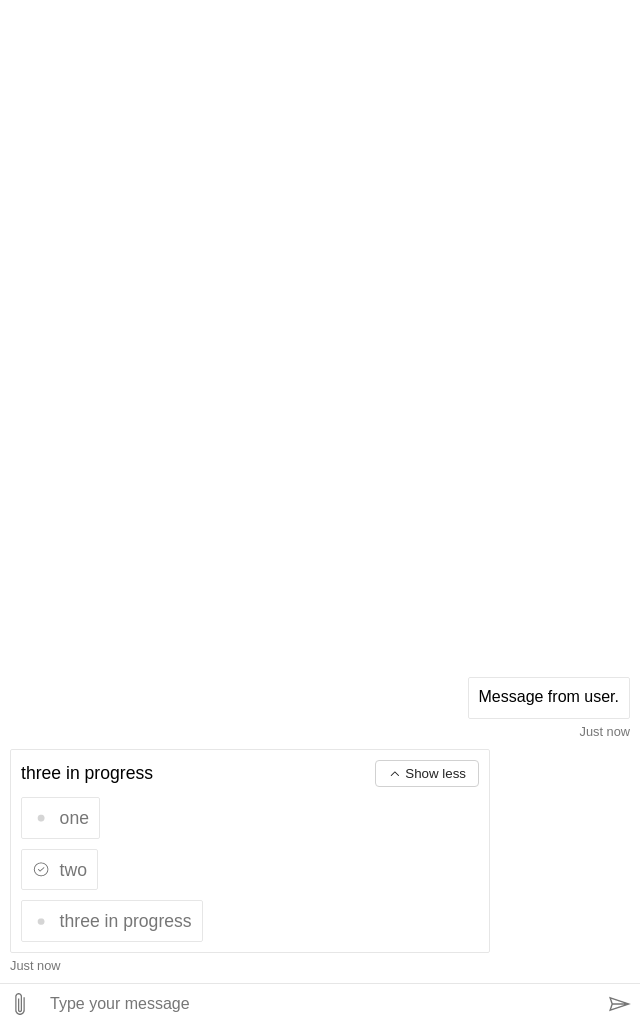 Message from user.
Just now
three in progress
Show less
one
two
three in progress
Just now
Type your message